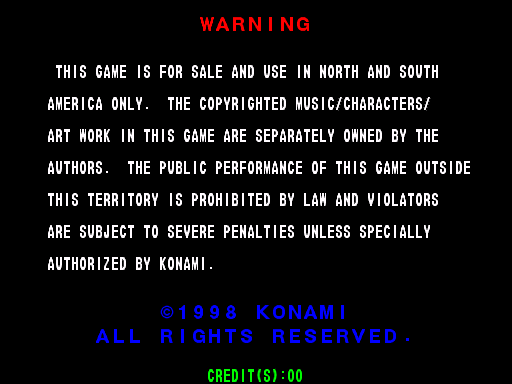 WARNING
THIS GAME IS FOR SALE AND USE IN NORTH AND SOUTH
AMERICA ONLY. THE COPYRIGHTED MUSIC/CHARACTERS/
ART WORK IN THIS GAME ARE SEPARATELY OWNED BY THE
AUTHORS. THE PUBLIC PERFORMANCE OF THIS GAME OUTSIDE
THIS TERRITORY IS PROHIBITED BY LAW AND VIOLATORS
ARE SUBJECT TO SEVERE PENALTIES UNLESS SPECIALLY
AUTHORIZED BY KONAMI.
©1998 KONAMI
ALL RIGHTS RESERVED.
CREDIT(S):00